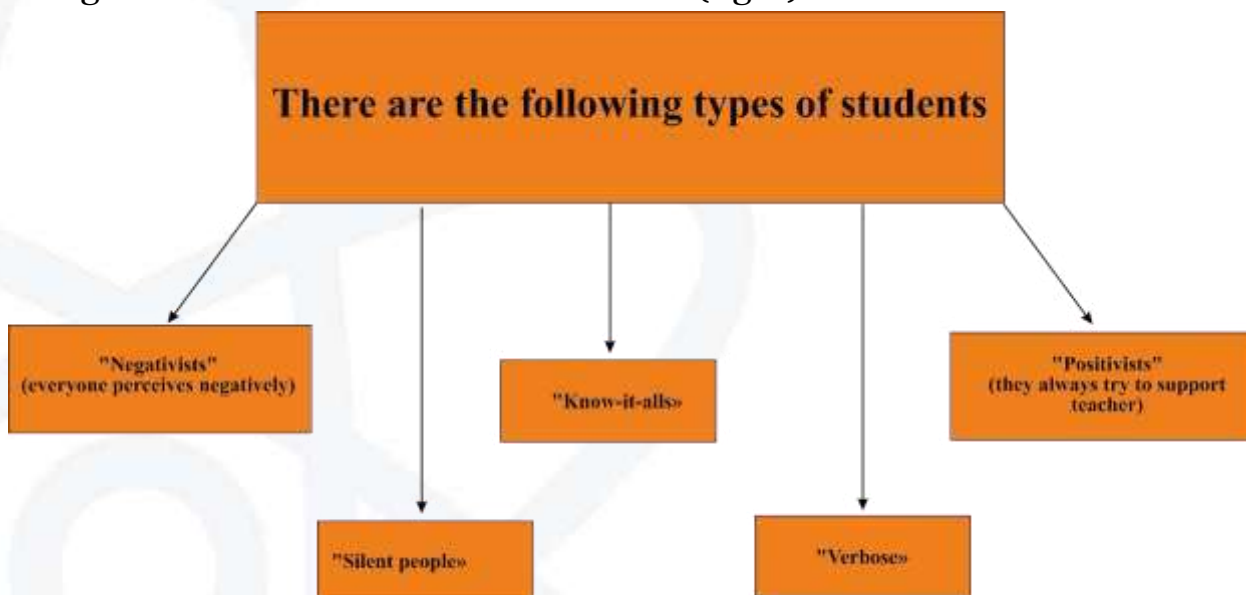 There are the following types of students
"Negativists"
(everyone perceives negatively)
"Silent people»
"Know-it-alls»
"Verbose»
"Positivists"
(they always try to support
teacher)